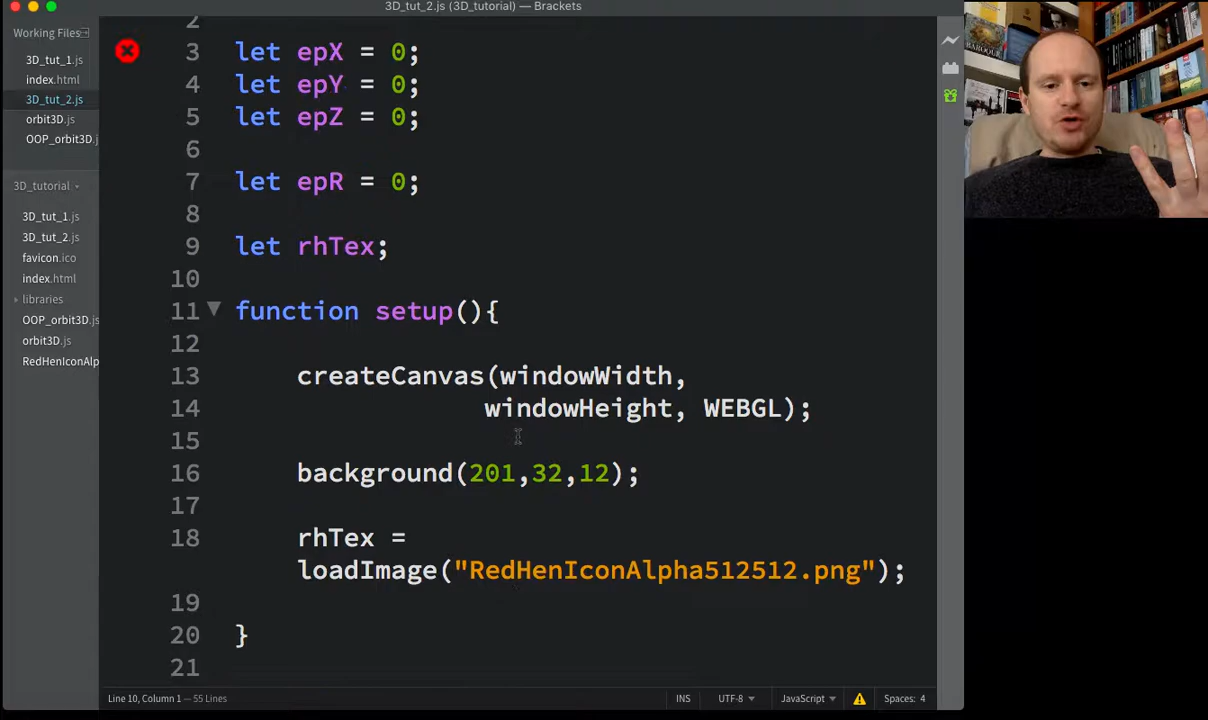 3D_tut_2.js (3D_tutorial) — Brackets
Working Files
3D_tut_1.js
index.html
3D_tut_2.js
orbit3D.js
OOP_orbit3D.js
3D_tutorial
3D_tut_1.js
3D_tut_2.js
favicon.ico
index.html
libraries
OOP_orbit3D.js
orbit3D.js
RedHenIconAlp
2
3 let epX = 0;
4 let epY = 0;
5 let epZ = 0;
6
7 let epR = 0;
8
9 let rhTex;
10
11 function setup(){
12
13 createCanvas(windowWidth,
14 windowHeight, WEBGL);
15
16 background(201,32,12);
17
18 rhTex =
loadImage("RedHenIconAlpha512512.png");
19
20 }
21
Line 10, Column 1 — 55 Lines
INS UTF-8 JavaScript Spaces: 4